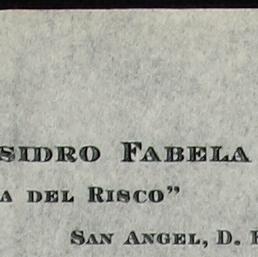 SIDRO FABELA
A DEL RISCO”
SAN ANGEL, D.